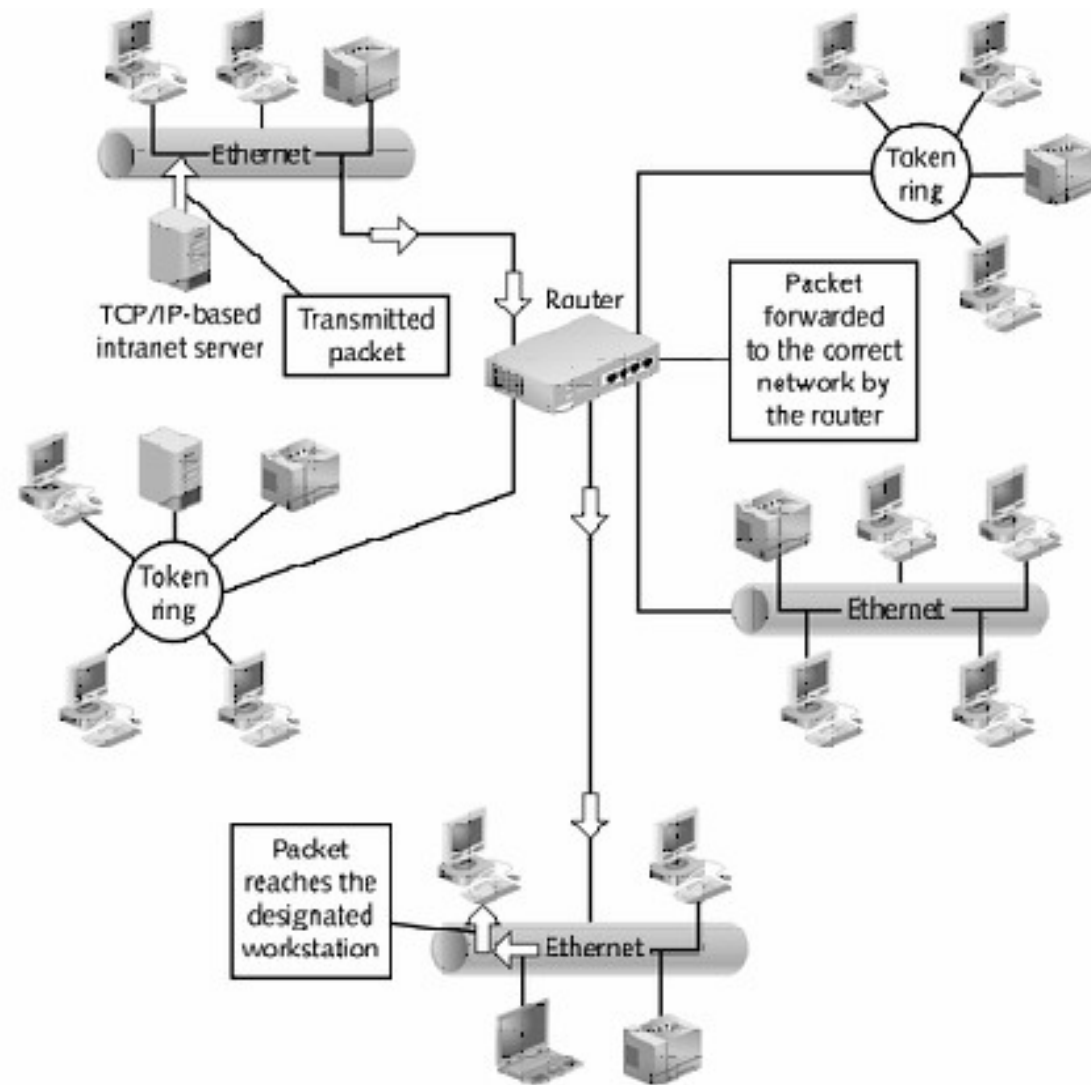 Ethernet
Token
ring
TCP/IP-based
intranet server
Transmitted
packet
Router
Packet
forwarded
to the correct
network by
the router
Token
ring
Ethernet
Packet
reaches the
designated
workstation
Ethernet